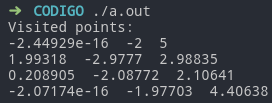 ➜ CODIGO ./a.out
Visited points:
-2.44929e-16 -2 5
1.99318 -2.9777 2.98835
0.208905 -2.08772 2.10641
-2.07174e-16 -1.97703 4.40638